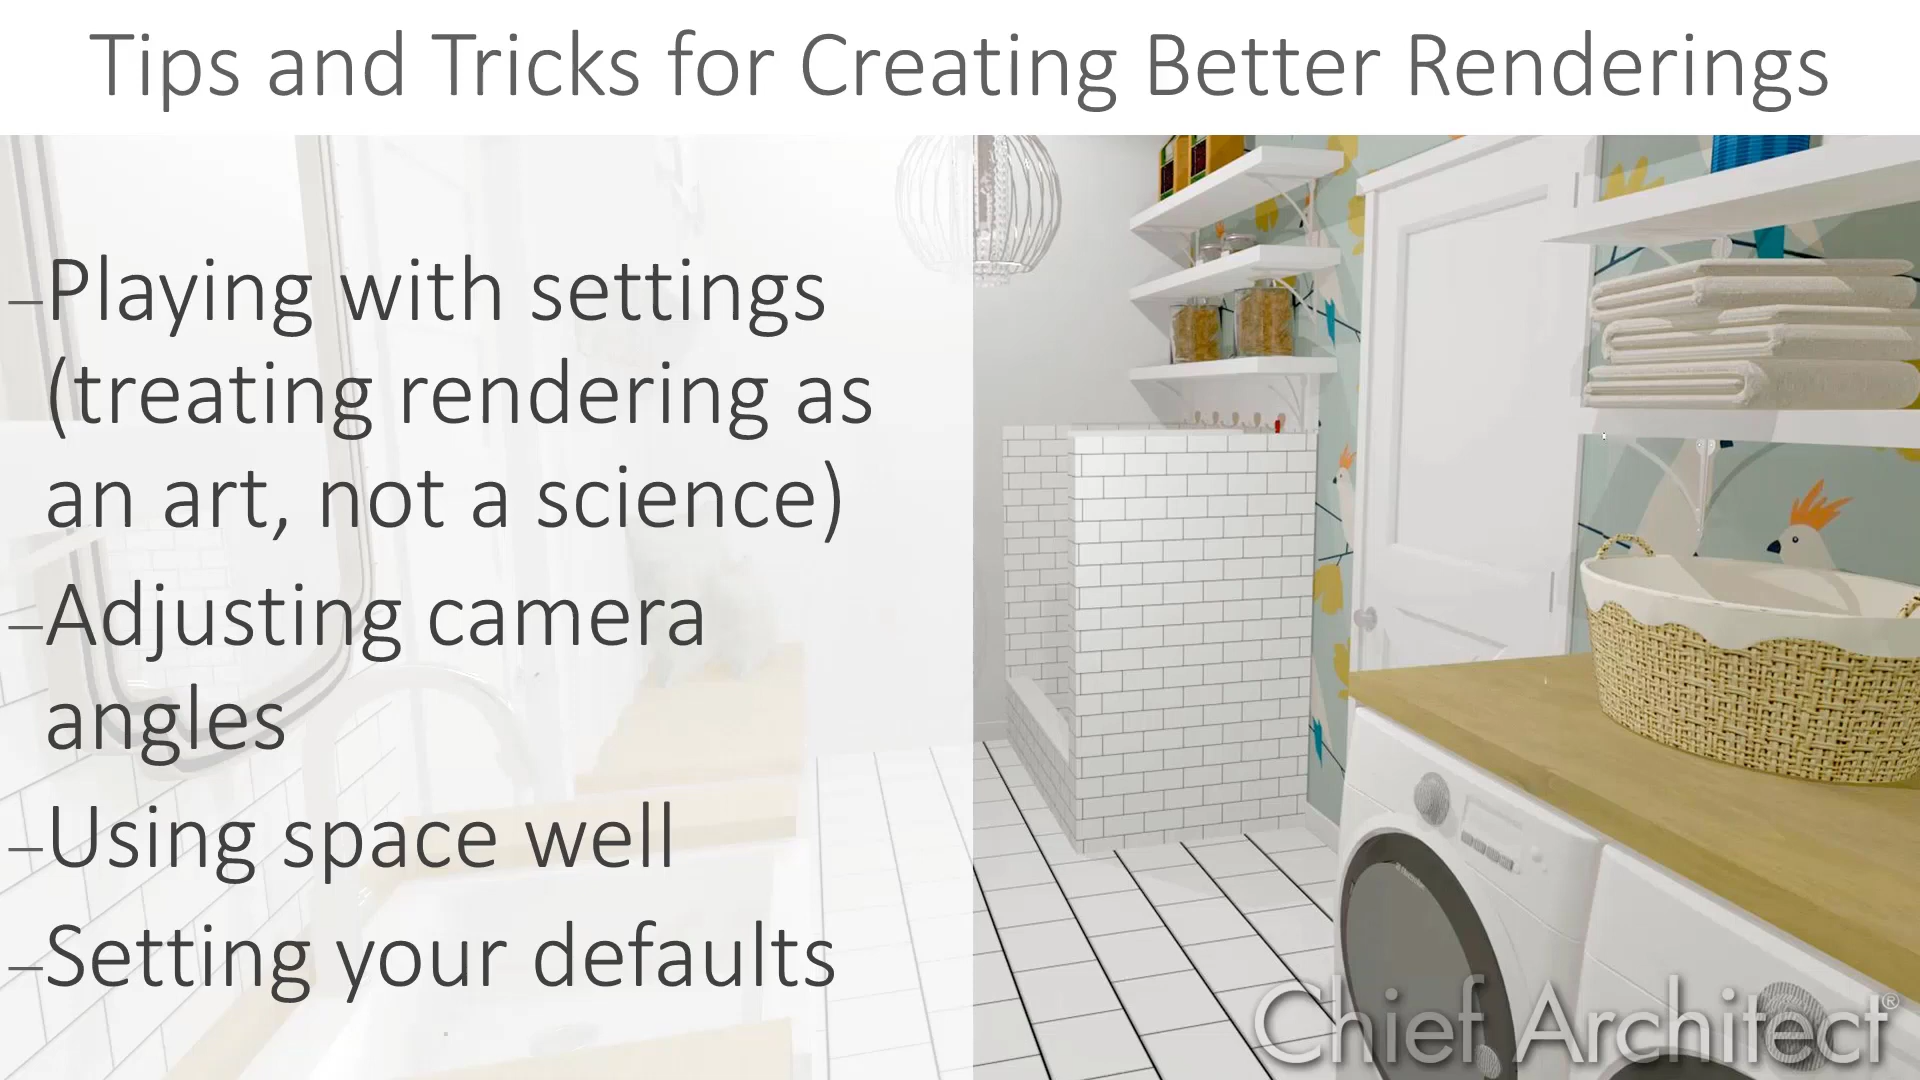 Tips and Tricks for Creating Better Renderings
–Playing with settings
(treating rendering as
an art, not a science)
–Adjusting camera
angles
–Using space well
–Setting your defaults
Chief Architect®